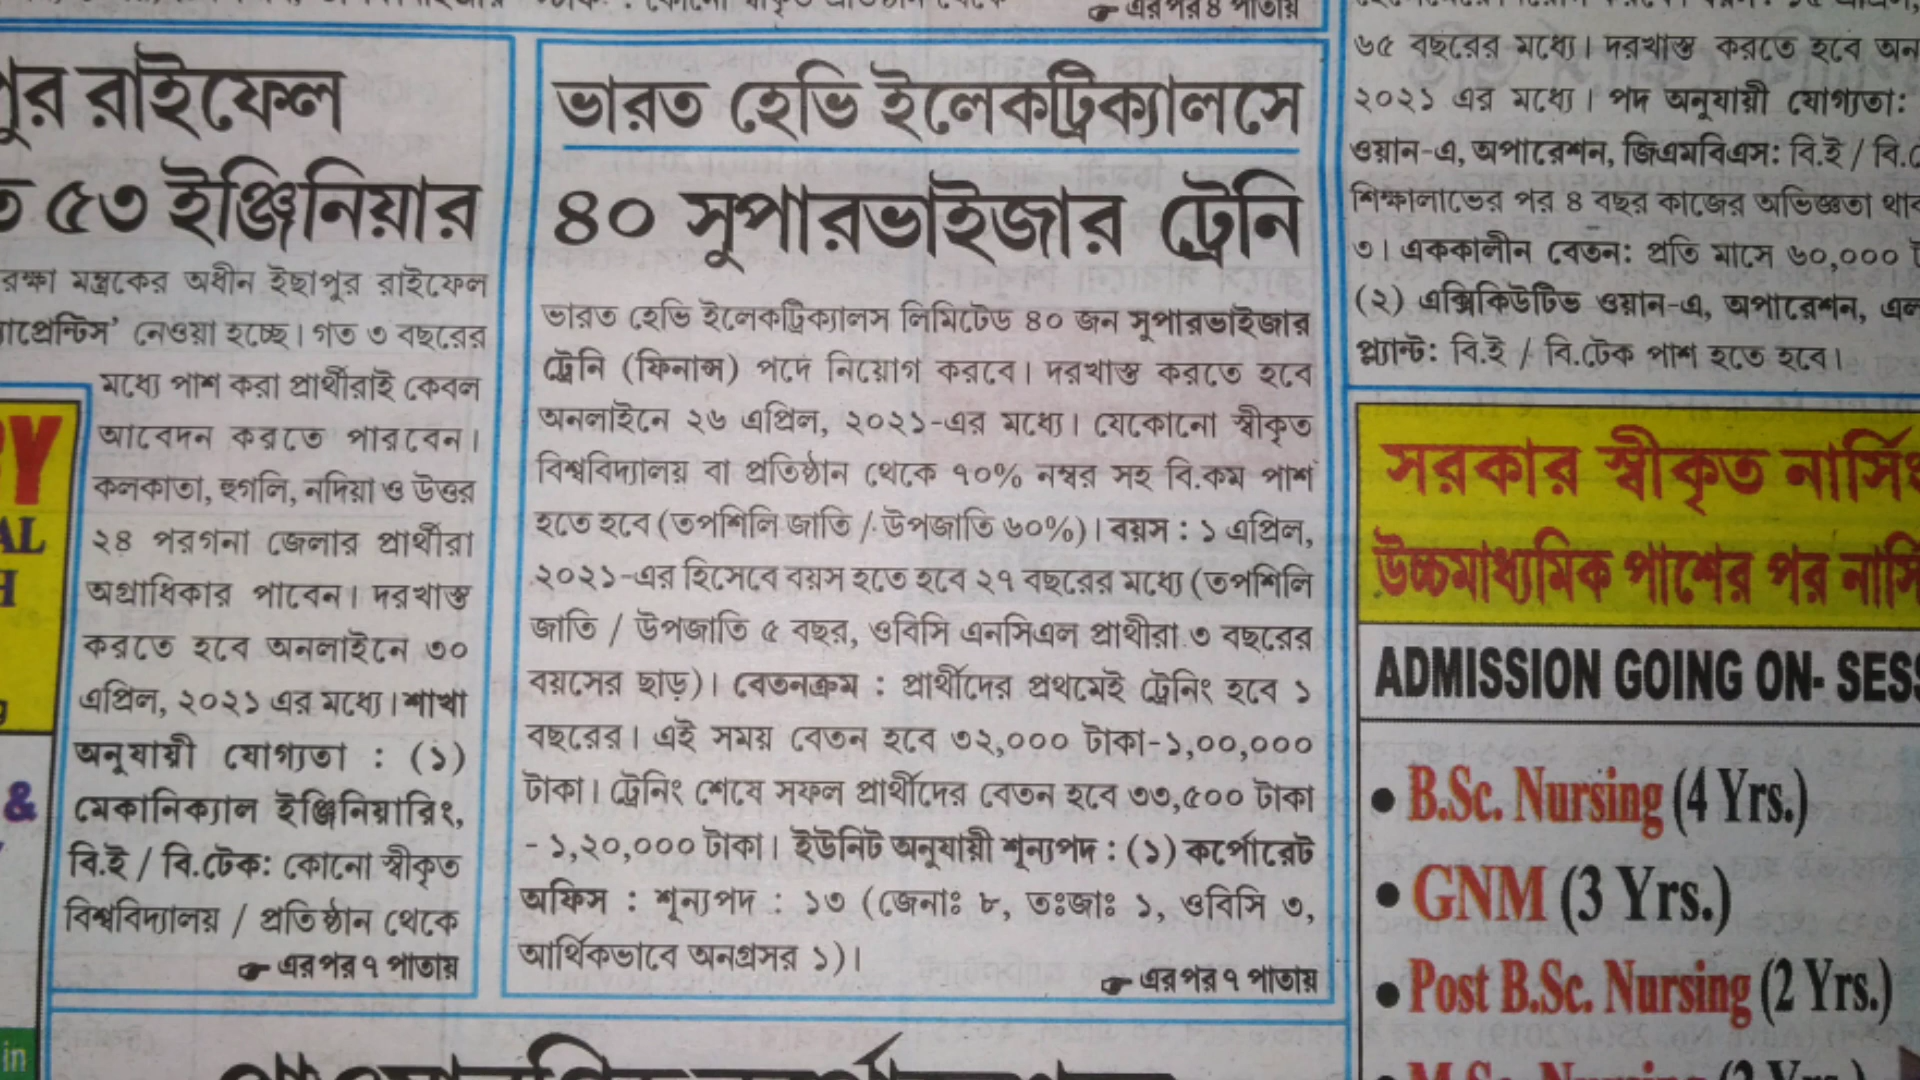 এর পর ৪ পাতায়
রাইফেল
৫৩ ইঞ্জিনিয়ার
মন্ত্রকের অধীন ইছাপুর রাইফেল
নেওয়া হচ্ছে। গত ৩ বছরের
মধ্যে পাশ করা প্রার্থীরাই কেবল
আবেদন করতে পারবেন।
কলকাতা, হুগলি, নদিয়া ও উত্তর
২৪ পরগনা জেলার প্রার্থীরা
অগ্রাধিকার পাবেন। দরখাস্ত
করতে হবে অনলাইনে ৩০
এপ্রিল, ২০২১ এর মধ্যে। শাখা
অনুযায়ী যোগ্যতা : (১)
মেকানিক্যাল ইঞ্জিনিয়ারিং,
বি.ই / বি.টেক: কোনো স্বীকৃত
বিশ্ববিদ্যালয় / প্রতিষ্ঠান থেকে
এর পর ৭ পাতায়
ভারত হেভি ইলেকট্রিক্যালসে
৪০ সুপারভাইজার ট্রেনি
ভারত হেভি ইলেকট্রিক্যালস লিমিটেড ৪০ জন সুপারভাইজার
ট্রেনি (ফিনান্স) পদে নিয়োগ করবে। দরখাস্ত করতে হবে
অনলাইনে ২৬ এপ্রিল, ২০২১-এর মধ্যে। যেকোনো স্বীকৃত
বিশ্ববিদ্যালয় বা প্রতিষ্ঠান থেকে ৭০% নম্বর সহ বি.কম পাশ
হতে হবে (তপশিলি জাতি / উপজাতি ৬০%)। বয়স : ১ এপ্রিল,
২০২১-এর হিসেবে বয়স হতে হবে ২৭ বছরের মধ্যে (তপশিলি
জাতি / উপজাতি ৫ বছর, ওবিসি এনসিএল প্রার্থীরা ৩ বছরের
বয়সের ছাড়)। বেতনক্রম : প্রার্থীদের প্রথমেই ট্রেনিং হবে ১
বছরের। এই সময় বেতন হবে ৩২,০০০ টাকা-১,০০,০০০
টাকা। ট্রেনিং শেষে সফল প্রার্থীদের বেতন হবে ৩৩,৫০০ টাকা
- ১,২০,০০০ টাকা। ইউনিট অনুযায়ী শূন্যপদ : (১) কর্পোরেট
অফিস : শূন্যপদ : ১৩ (জেনাঃ ৮, তঃজাঃ ১, ওবিসি ৩,
আর্থিকভাবে অনগ্রসর ১)।
এর পর ৭ পাতায়
৬৫ বছরের মধ্যে। দরখাস্ত করতে হবে
২০২১ এর মধ্যে। পদ অনুযায়ী যোগ্যতা:
ওয়ান-এ, অপারেশন, জিএমবিএস: বি.ই /
শিক্ষালাভের পর ৪ বছর কাজের অভিজ্ঞতা
৩। এককালীন বেতন: প্রতি মাসে ৬০,০০০
(২) এক্সিকিউটিভ ওয়ান-এ, অপারেশন,
প্ল্যান্ট: বি.ই / বি.টেক পাশ হতে হবে।
সরকার স্বীকৃত
উচ্চমাধ্যমিক পাশের পর
ADMISSION GOING ON-
• B.Sc. Nursing (4 Yrs.)
• GNM (3 Yrs.)
• Post B.Sc. Nursing (2 Yrs.)
&
in